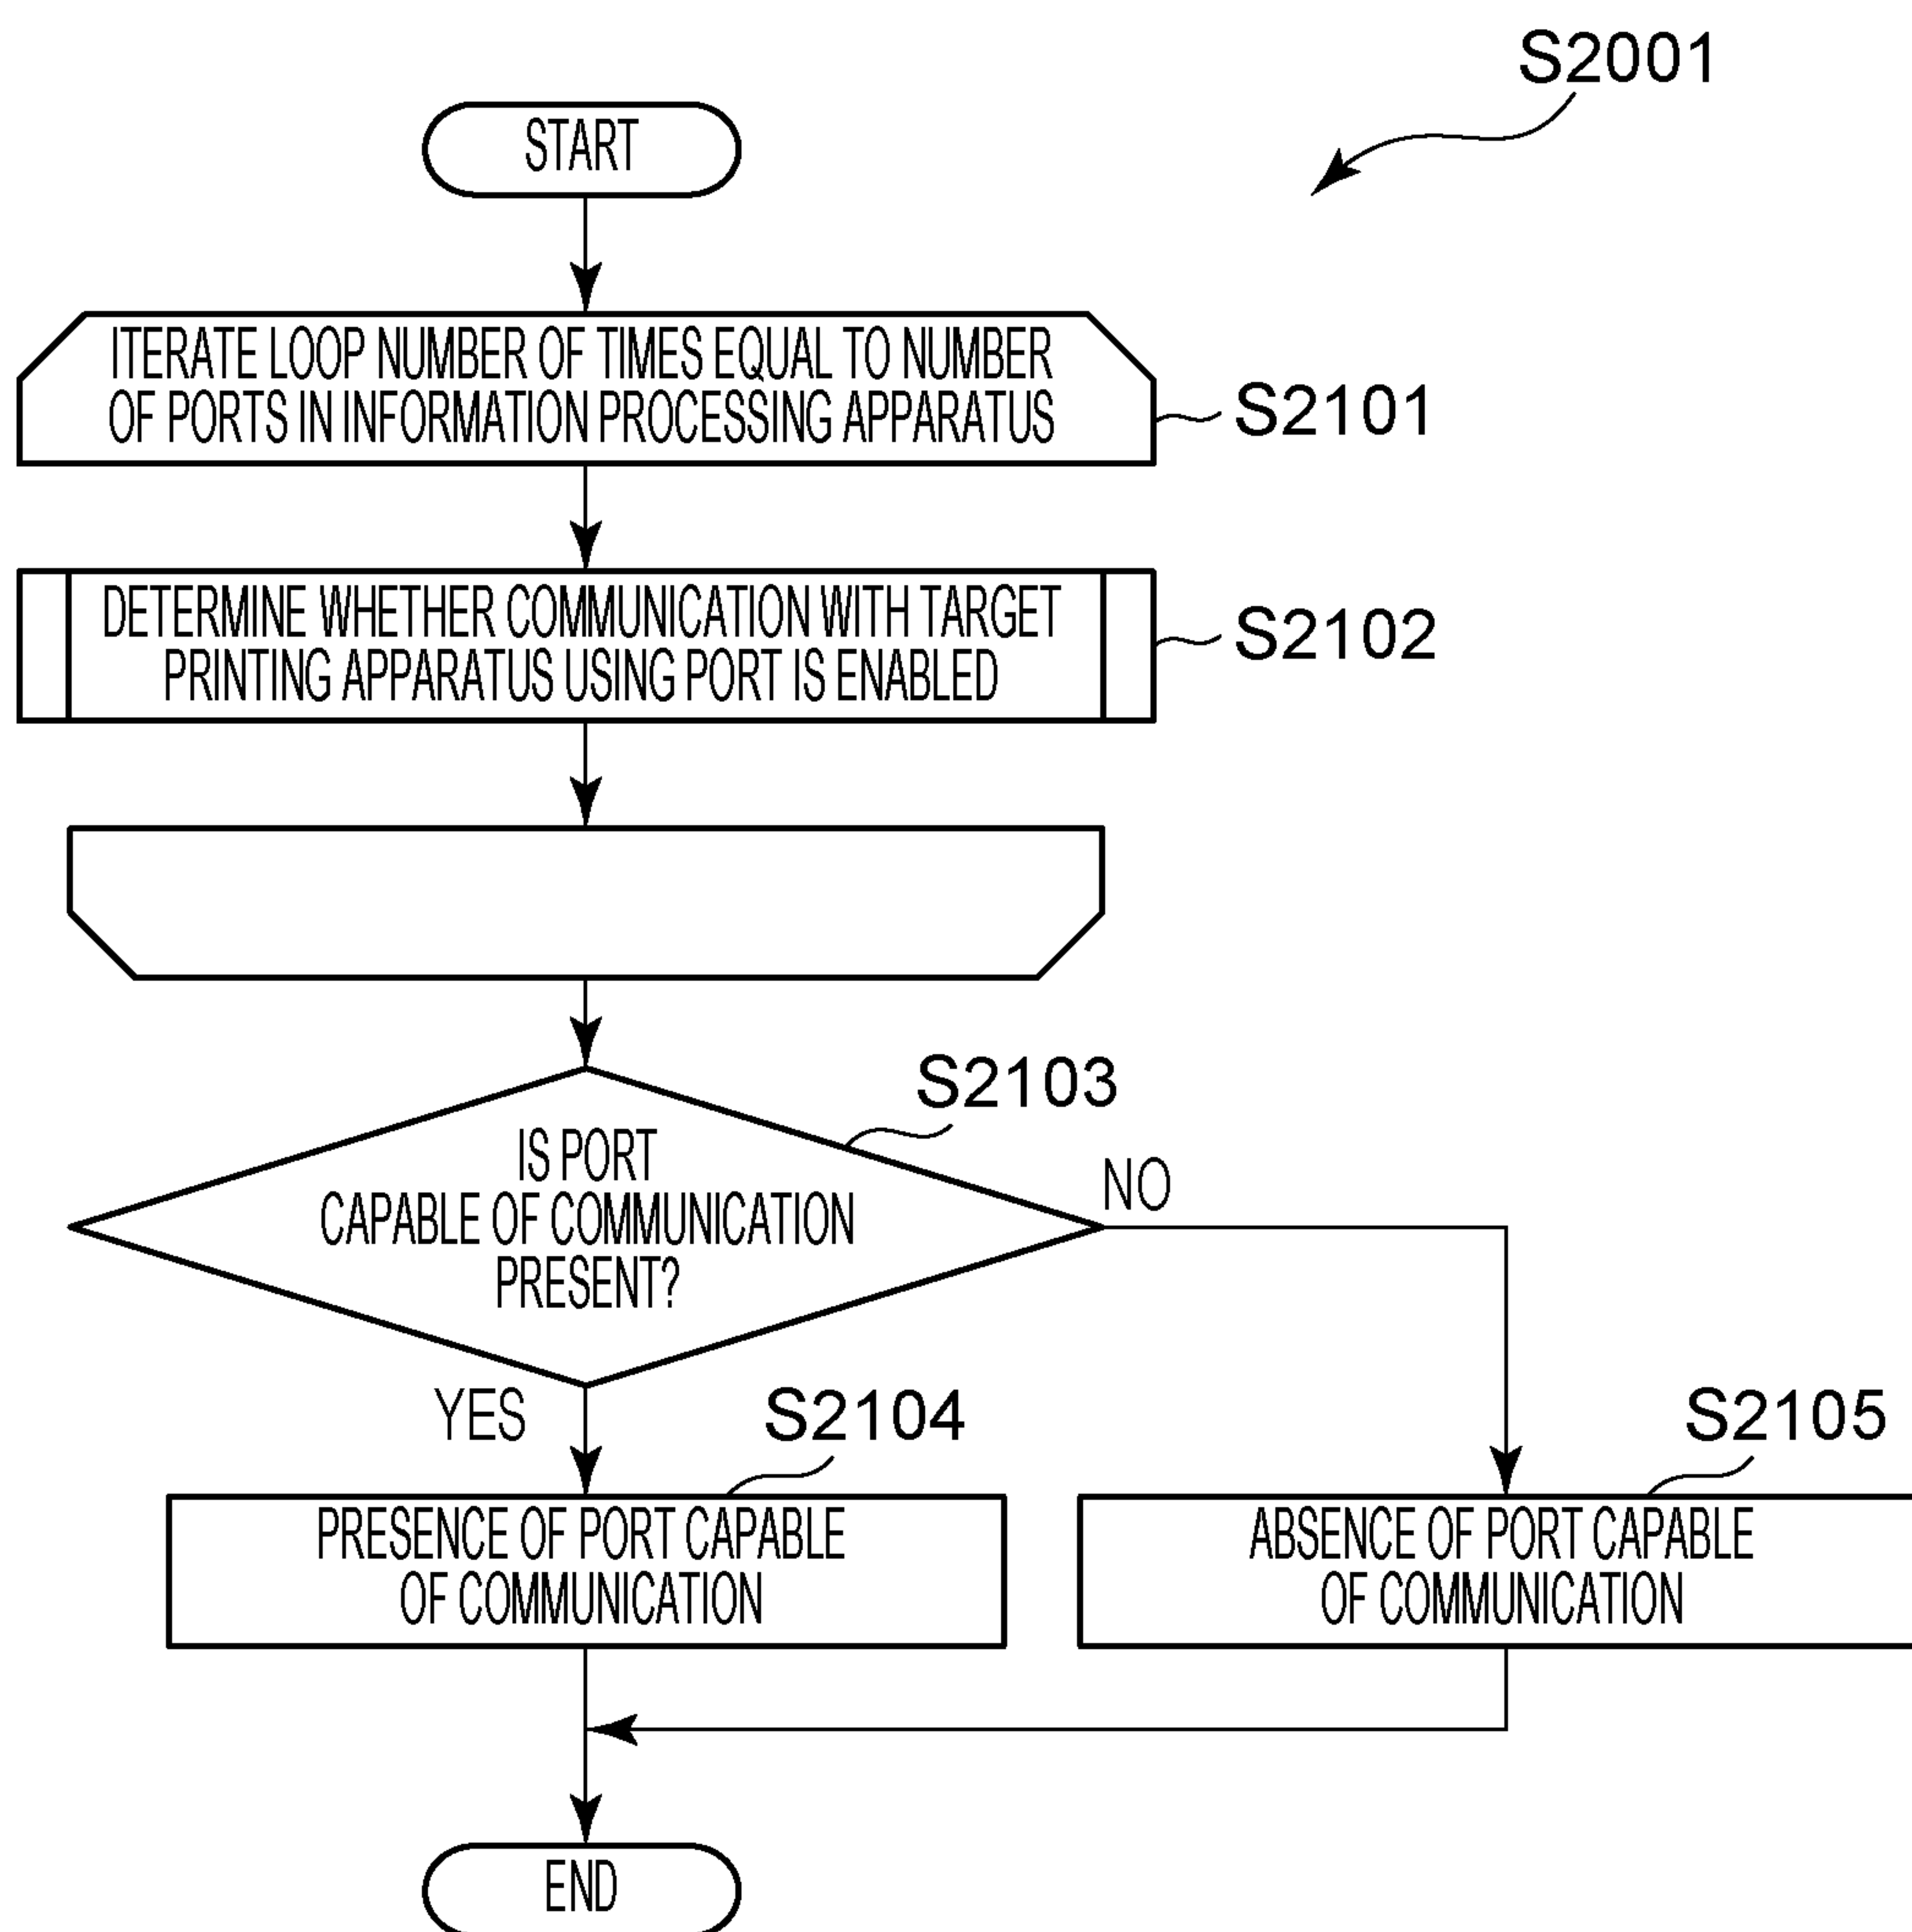 S2001
START
ITERATE LOOP NUMBER OF TIMES EQUAL TO NUMBER
OF PORTS IN INFORMATION PROCESSING APPARATUS
S2101
DETERMINE WHETHER COMMUNICATION WITH TARGET
PRINTING APPARATUS USING PORT IS ENABLED
S2102
S2103
IS PORT
CAPABLE OF COMMUNICATION
PRESENT?
NO
YES
S2104
S2105
PRESENCE OF PORT CAPABLE
OF COMMUNICATION
ABSENCE OF PORT CAPABLE
OF COMMUNICATION
END